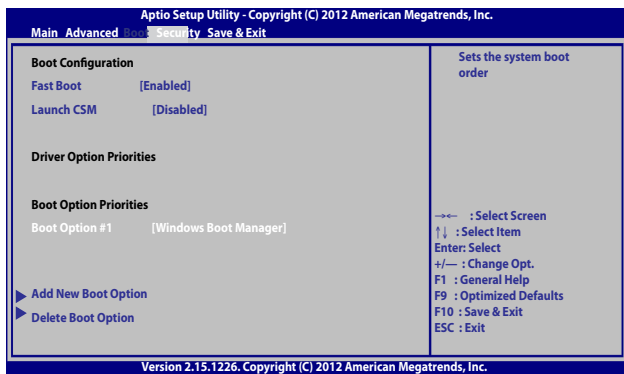 Aptio Setup Utility - Copyright (C) 2012 American Megatrends, Inc.
Main Advanced Boot Security Save & Exit
Boot Configuration
Fast Boot [Enabled]
Launch CSM [Disabled]
Driver Option Priorities
Boot Option Priorities
Boot Option #1 [Windows Boot Manager]
Add New Boot Option
Delete Boot Option
Sets the system boot
order
→← : Select Screen
↑↓ : Select Item
Enter: Select
+/— : Change Opt.
F1 : General Help
F9 : Optimized Defaults
F10 : Save & Exit
ESC : Exit
Version 2.15.1226. Copyright (C) 2012 American Megatrends, Inc.